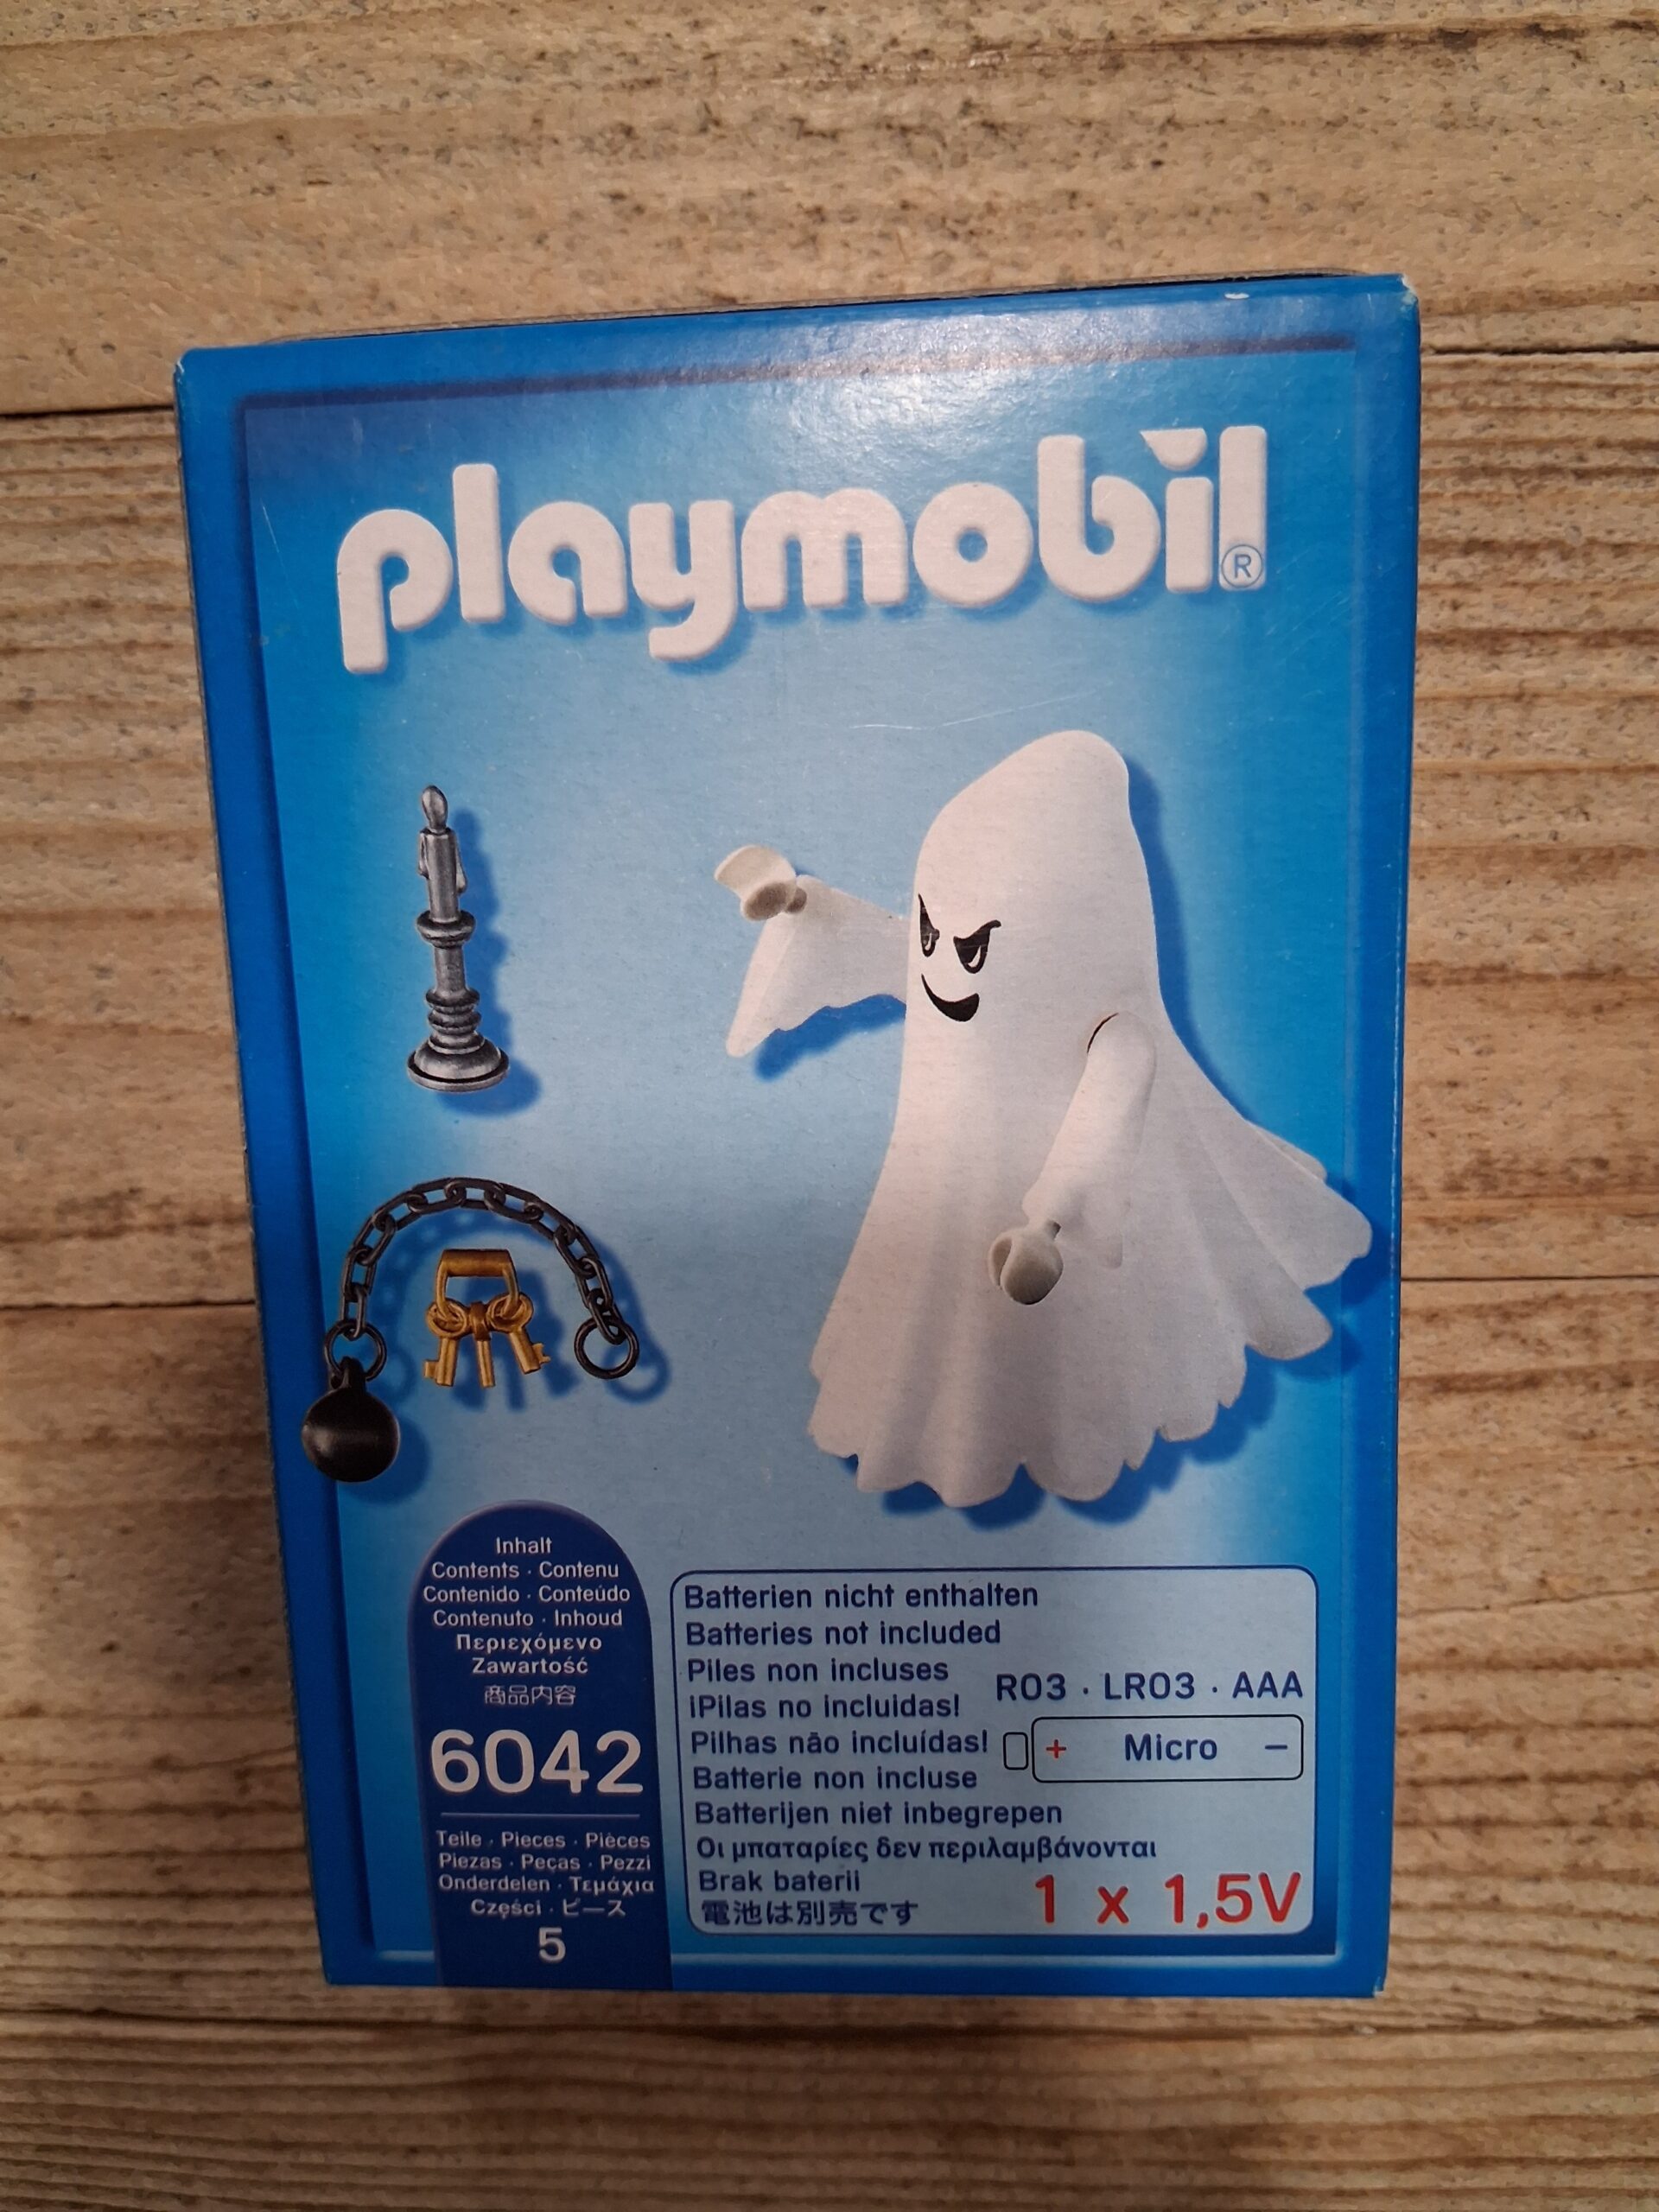 playmobil®
Inhalt
Contents · Contenu
Contenido · Conteúdo
Contenuto · Inhoud
Περιεχόμενο
Zawartość
商品内容
6042
Teile · Pieces · Pièces
Piezas · Peças · Pezzi
Onderdelen · Τεμάχια
Części · ピース
5
Batterien nicht enthalten
Batteries not included
Piles non incluses
¡Pilas no incluidas!
Pilhas não incluídas!
Batterie non incluse
Batterijen niet inbegrepen
Οι μπαταρίες δεν περιλαμβάνονται
Brak baterii
電池は別売です
R03 · LR03 · AAA
+ Micro −
1 x 1,5V